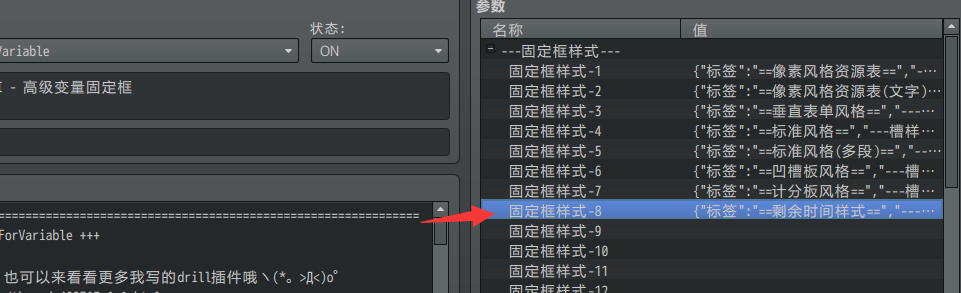 状态:
Variable
ON
- 高级变量固定框
================================================================
ForVariable +++
也可以来看看更多我写的drill插件哦ヽ(*。>Д<)o゜
参数
名称 值
---固定框样式---
固定框样式-1 {"标签":"==像素风格资源表==","-…
固定框样式-2 {"标签":"==像素风格资源表(文字)…
固定框样式-3 {"标签":"==垂直表单风格==","---…
固定框样式-4 {"标签":"==标准风格==","---槽样…
固定框样式-5 {"标签":"==标准风格(多段)==","--…
固定框样式-6 {"标签":"==凹槽板风格==","---槽…
固定框样式-7 {"标签":"==计分板风格==","---槽…
固定框样式-8 {"标签":"==剩余时间样式==","---…
固定框样式-9
固定框样式-10
固定框样式-11
固定框样式-12